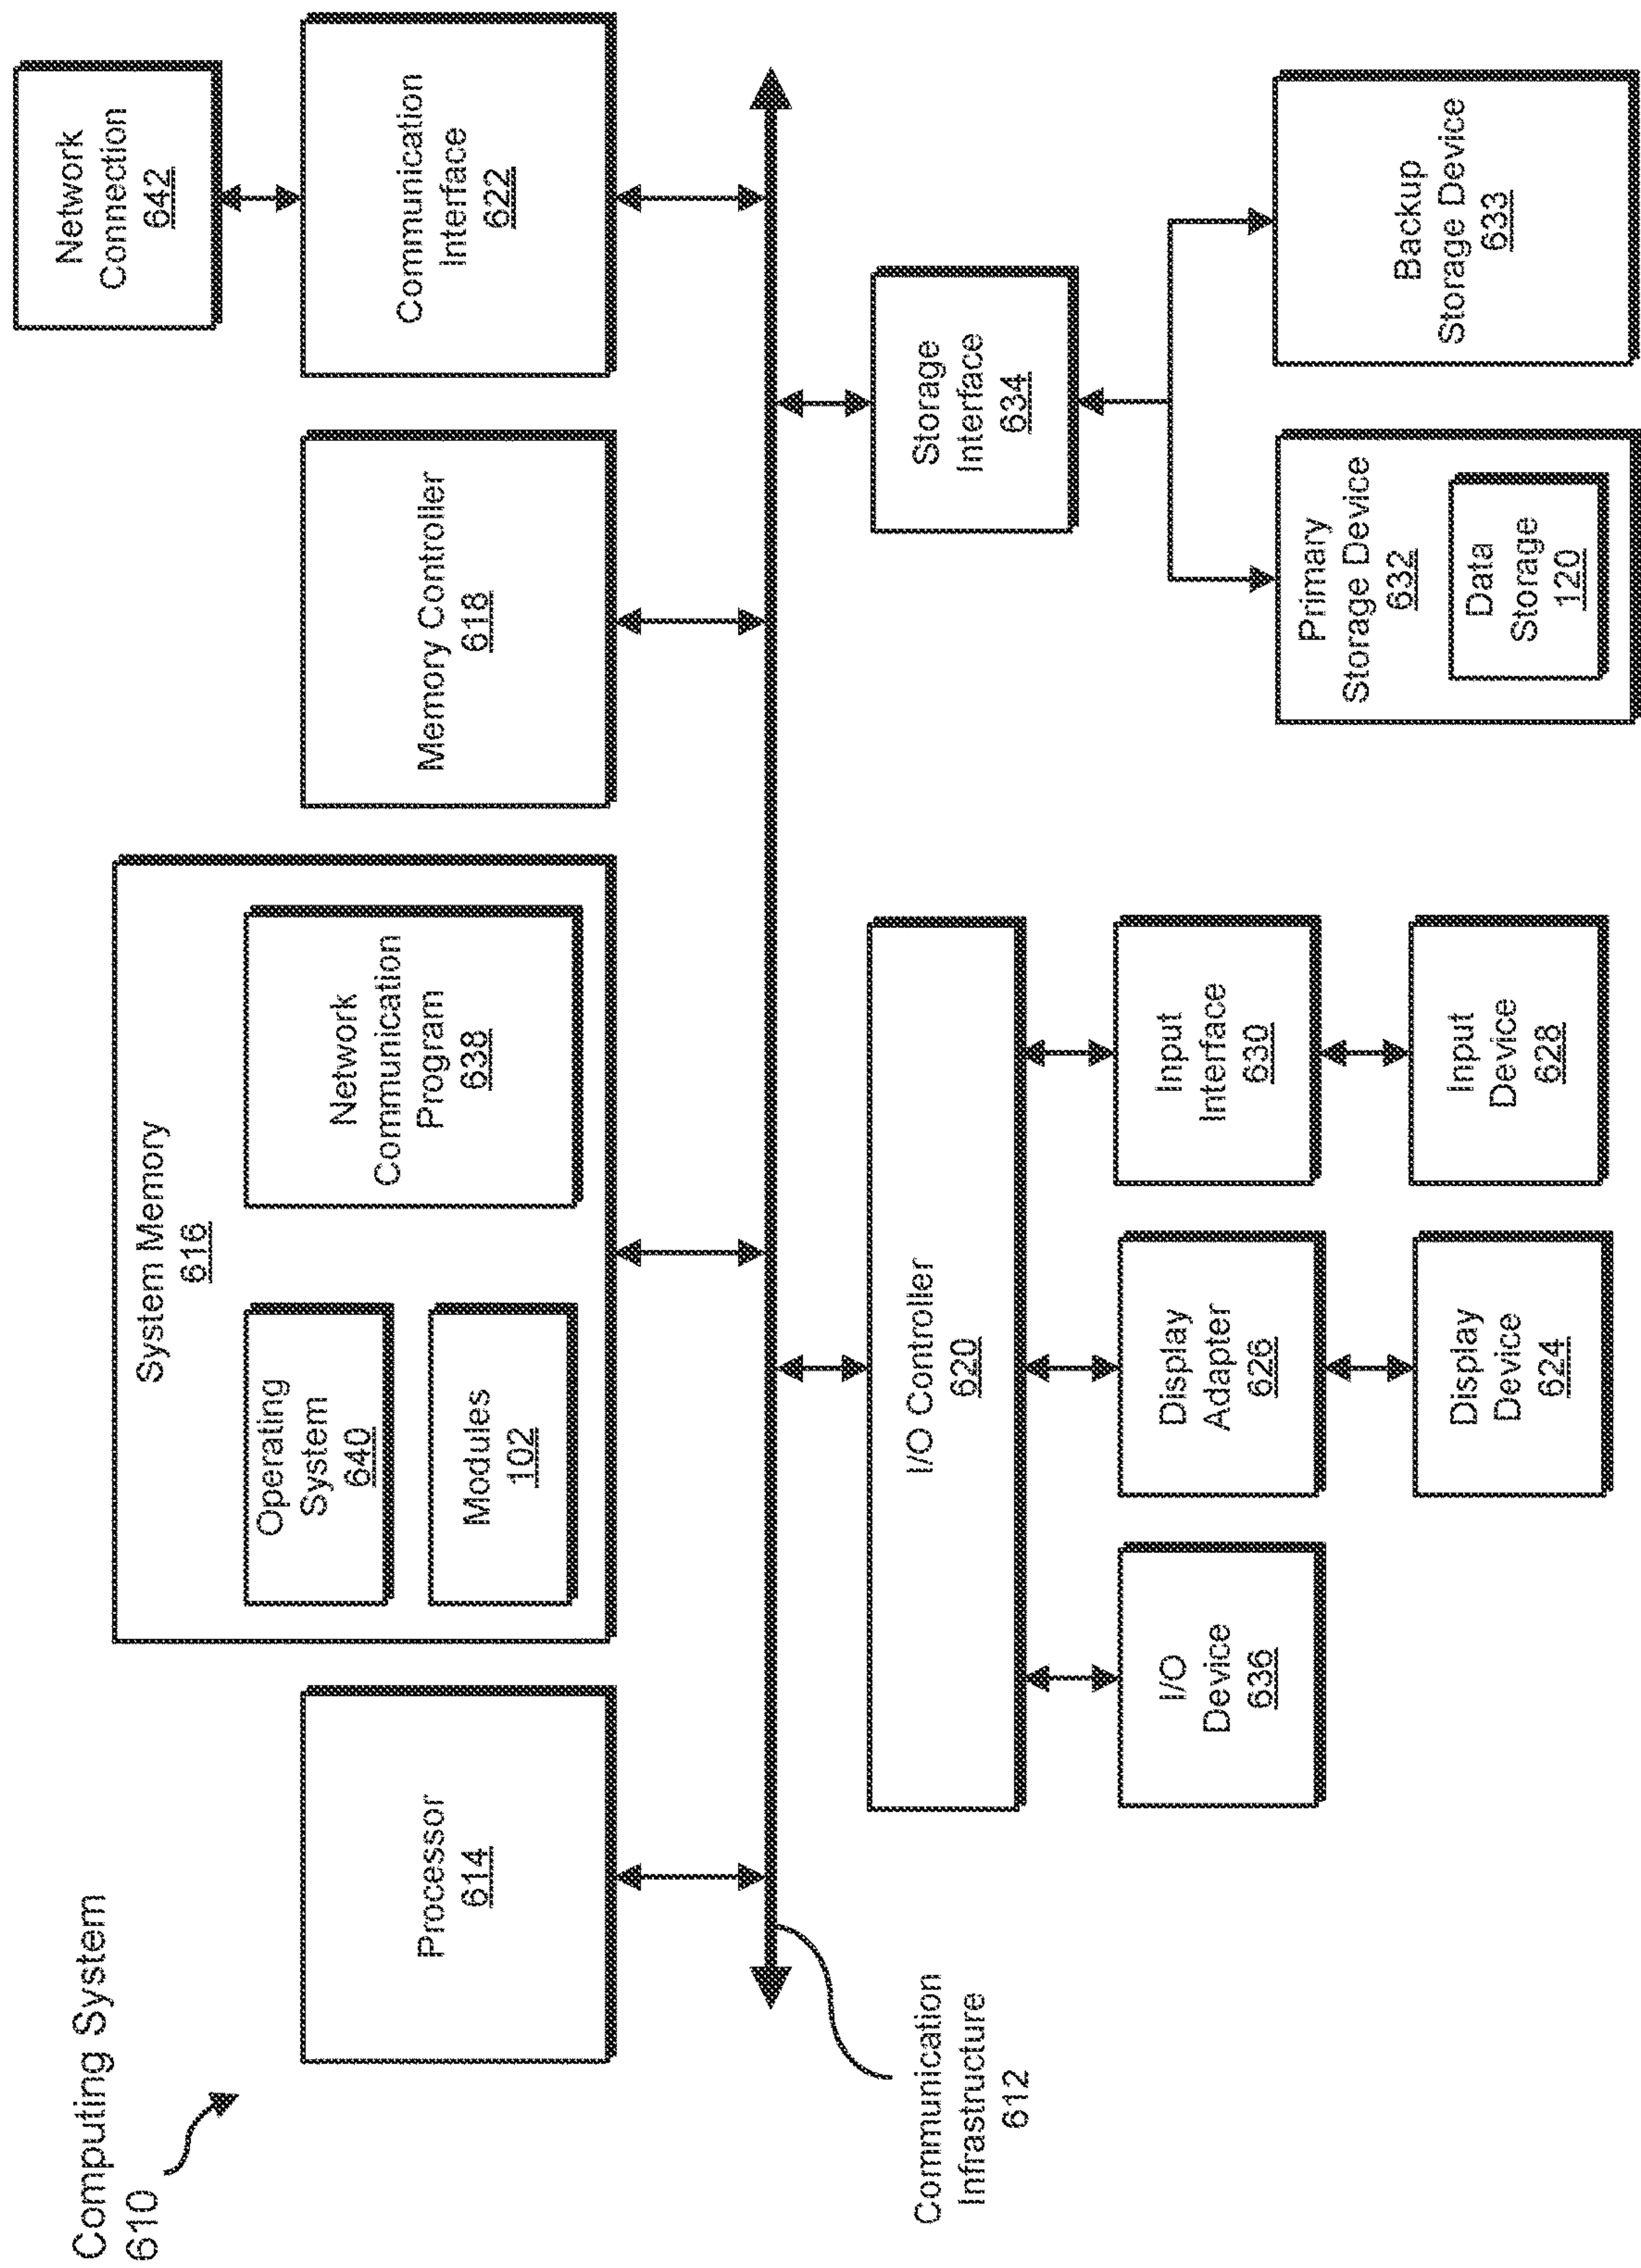 Computing System
610
Processor
614
System Memory
616
Operating
System
640
Modules
102
Network
Communication
Program
638
Memory Controller
618
Communication
Interface
622
Network
Connection
642
Communication
Infrastructure
612
I/O Controller
620
I/O
Device
636
Display
Adapter
626
Display
Device
624
Input
Interface
630
Input
Device
628
Storage
Interface
634
Primary
Storage Device
632
Data
Storage
120
Backup
Storage Device
633